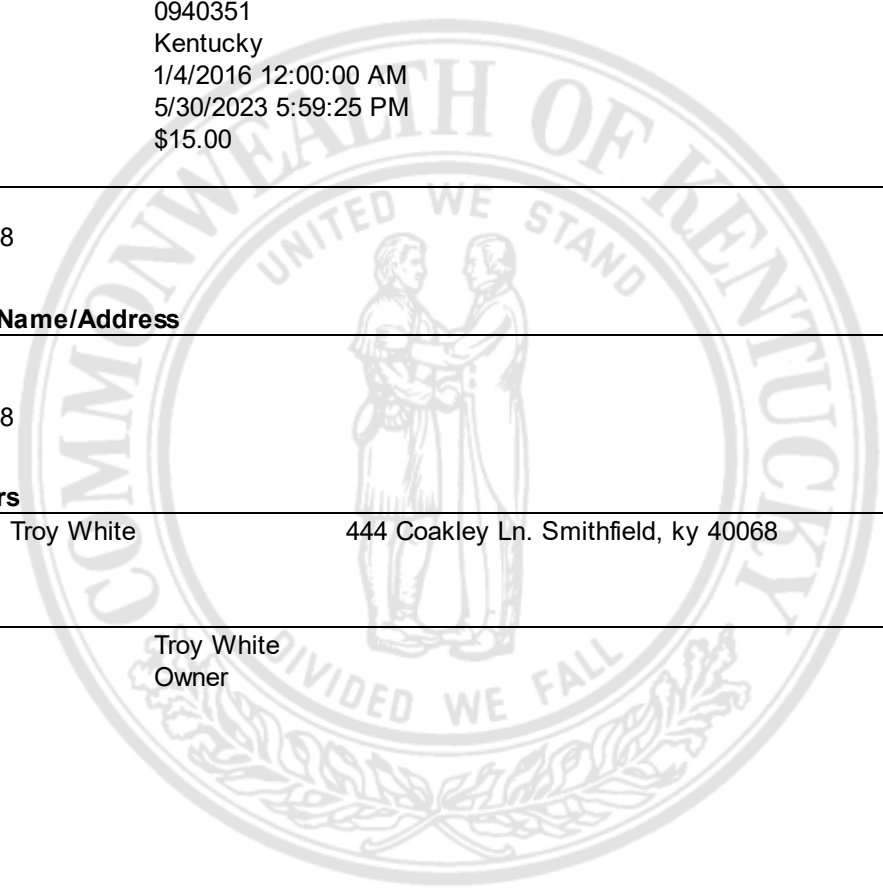 0940351
Kentucky
1/4/2016 12:00:00 AM
5/30/2023 5:59:25 PM
$15.00
8
Name/Address
8
rs
Troy White 444 Coakley Ln. Smithfield, ky 40068
Troy White
Owner
COMMONWEALTH OF KENTUCKY
UNITED WE STAND
DIVIDED WE FALL